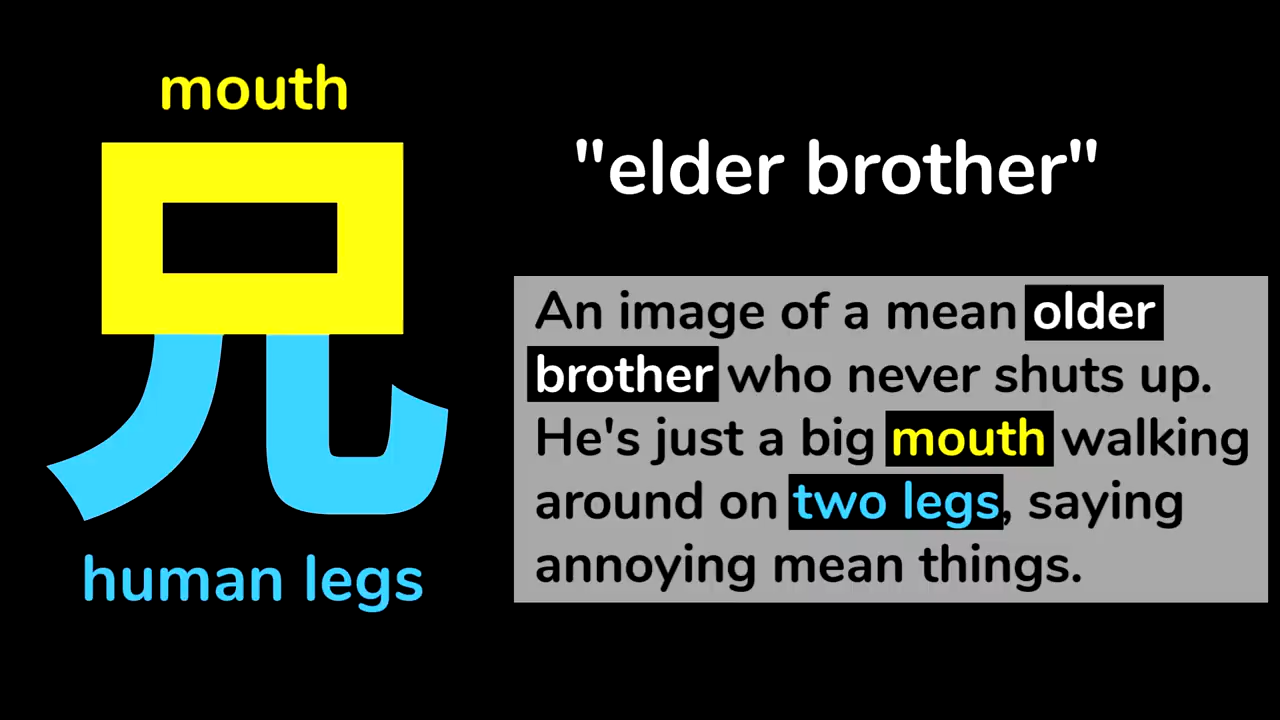 mouth
兄
human legs
"elder brother"
An image of a mean older
brother who never shuts up.
He's just a big mouth walking
around on two legs, saying
annoying mean things.